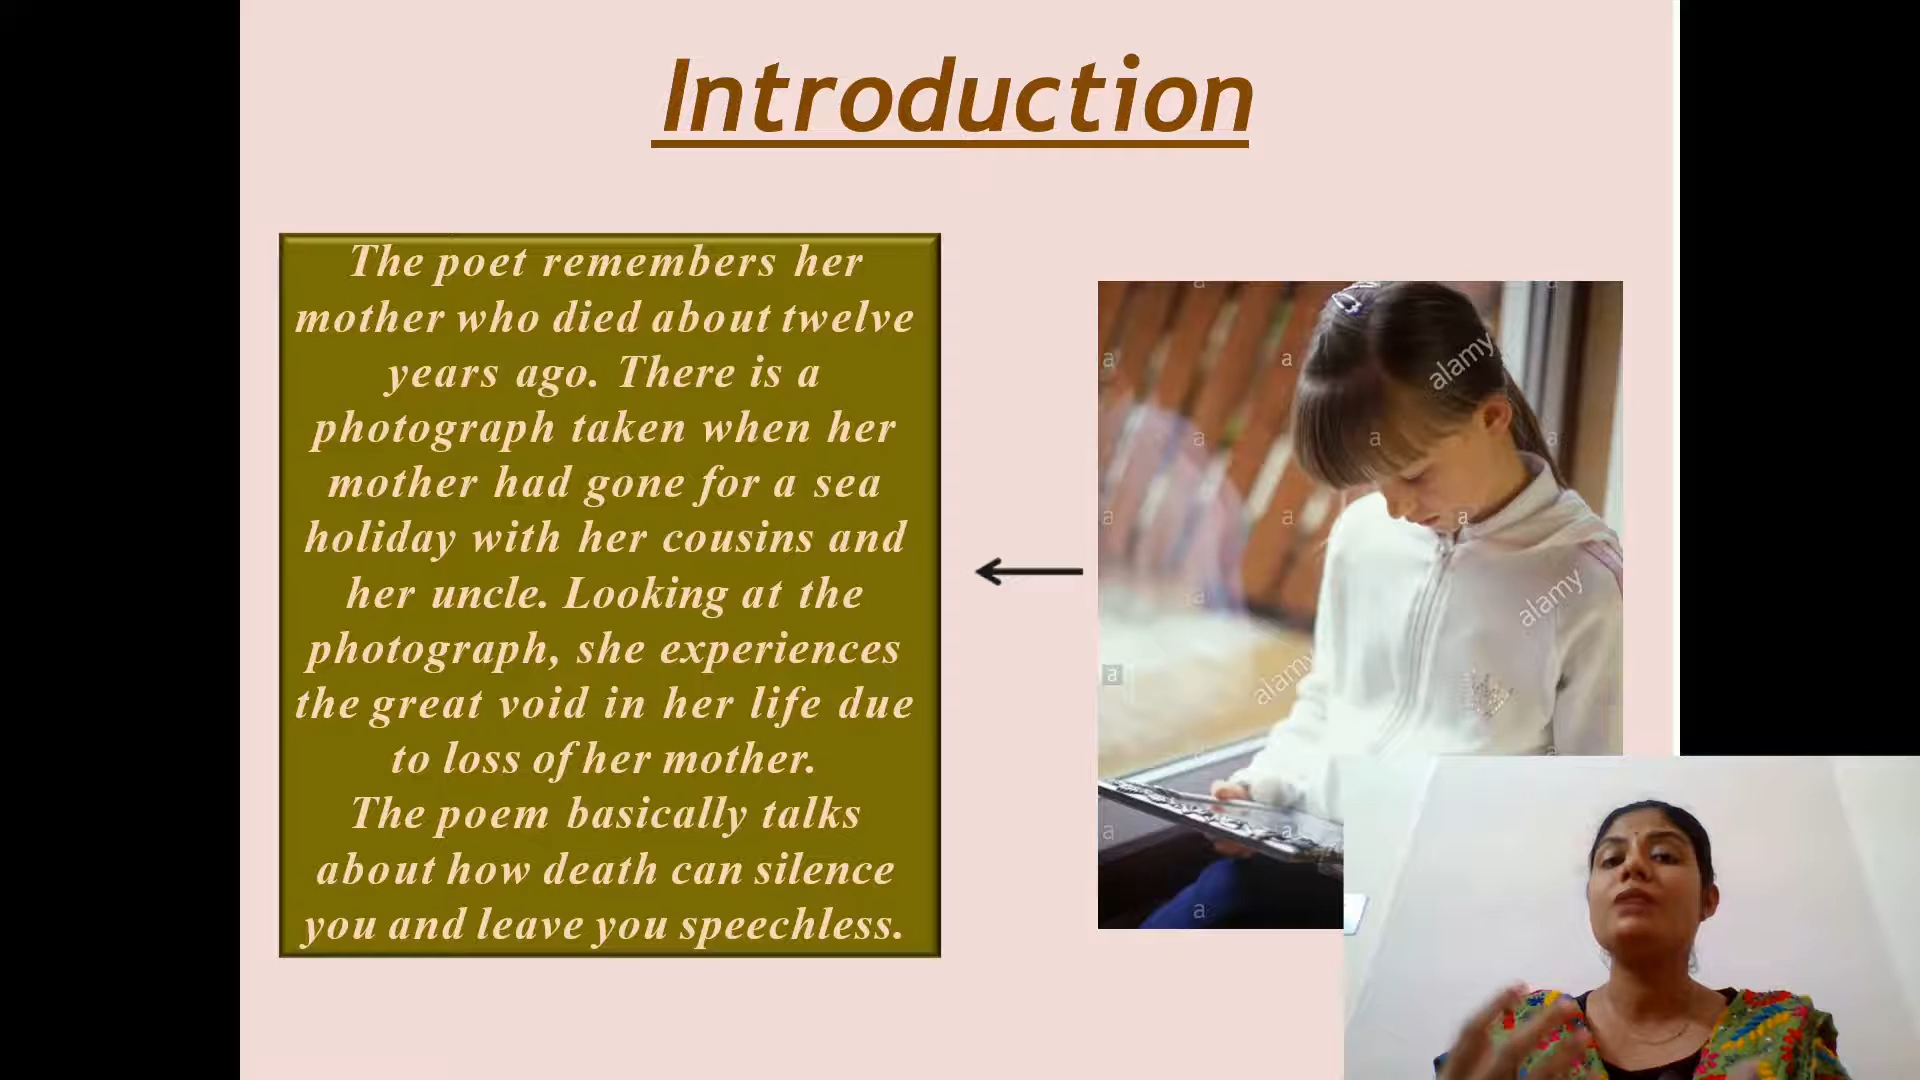 Introduction
The poet remembers her
mother who died about twelve
years ago. There is a
photograph taken when her
mother had gone for a sea
holiday with her cousins and
her uncle. Looking at the
photograph, she experiences
the great void in her life due
to loss of her mother.
The poem basically talks
about how death can silence
you and leave you speechless.
alamy
alamy
alamy